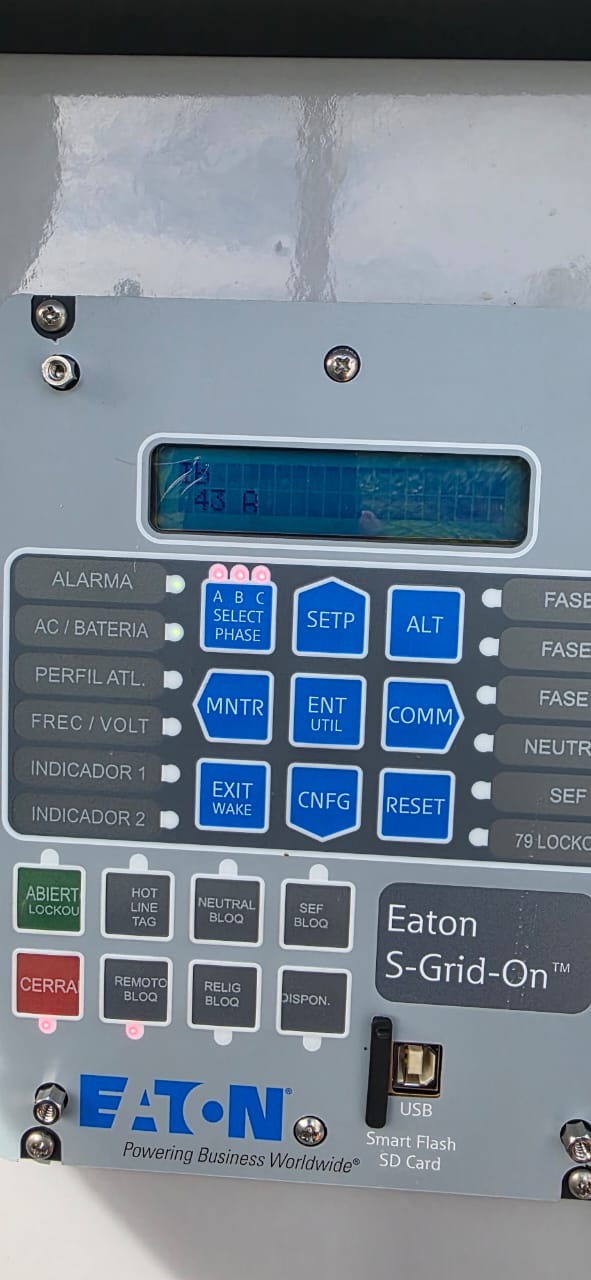 Ib
43 A
ALARMA
AC / BATERIA
PERFIL ATL.
FREC / VOLT
INDICADOR 1
INDICADOR 2
A B C
SELECT
PHASE
SETP
ALT
MNTR
ENT
UTIL
COMM
EXIT
WAKE
CNFG
RESET
FASE
FASE
FASE
NEUTR
SEF
79 LOCKO
ABIERT
LOCKOU
HOT
LINE
TAG
NEUTRAL
BLOQ
SEF
BLOQ
CERRA
REMOTO
BLOQ
RELIG
BLOQ
DISPON.
Eaton
S-Grid-On™
USB
Smart Flash
SD Card
EATON®
Powering Business Worldwide®